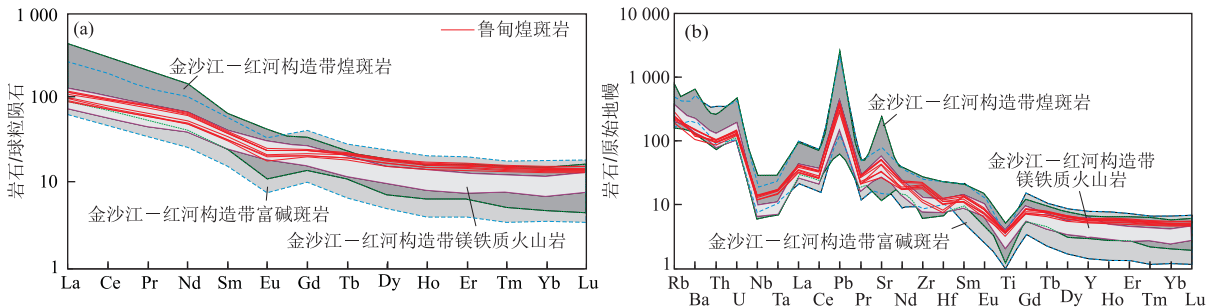 (a)
1 000
100
10
1
岩石/球粒陨石
鲁甸煌斑岩
金沙江－红河构造带煌斑岩
金沙江－红河构造带富碱斑岩
金沙江－红河构造带镁铁质火山岩
La Ce Pr Nd Sm Eu Gd Tb Dy Ho Er Tm Yb Lu
(b)
10 000
1 000
100
10
1
岩石/原始地幔
金沙江－红河构造带煌斑岩
金沙江－红河构造带
镁铁质火山岩
金沙江－红河构造带富碱斑岩
Rb Th Nb La Pb Sr Zr Sm Ti Tb Y Er Yb
Ba U Ta Ce Pr Nd Hf Eu Gd Dy Ho Tm Lu